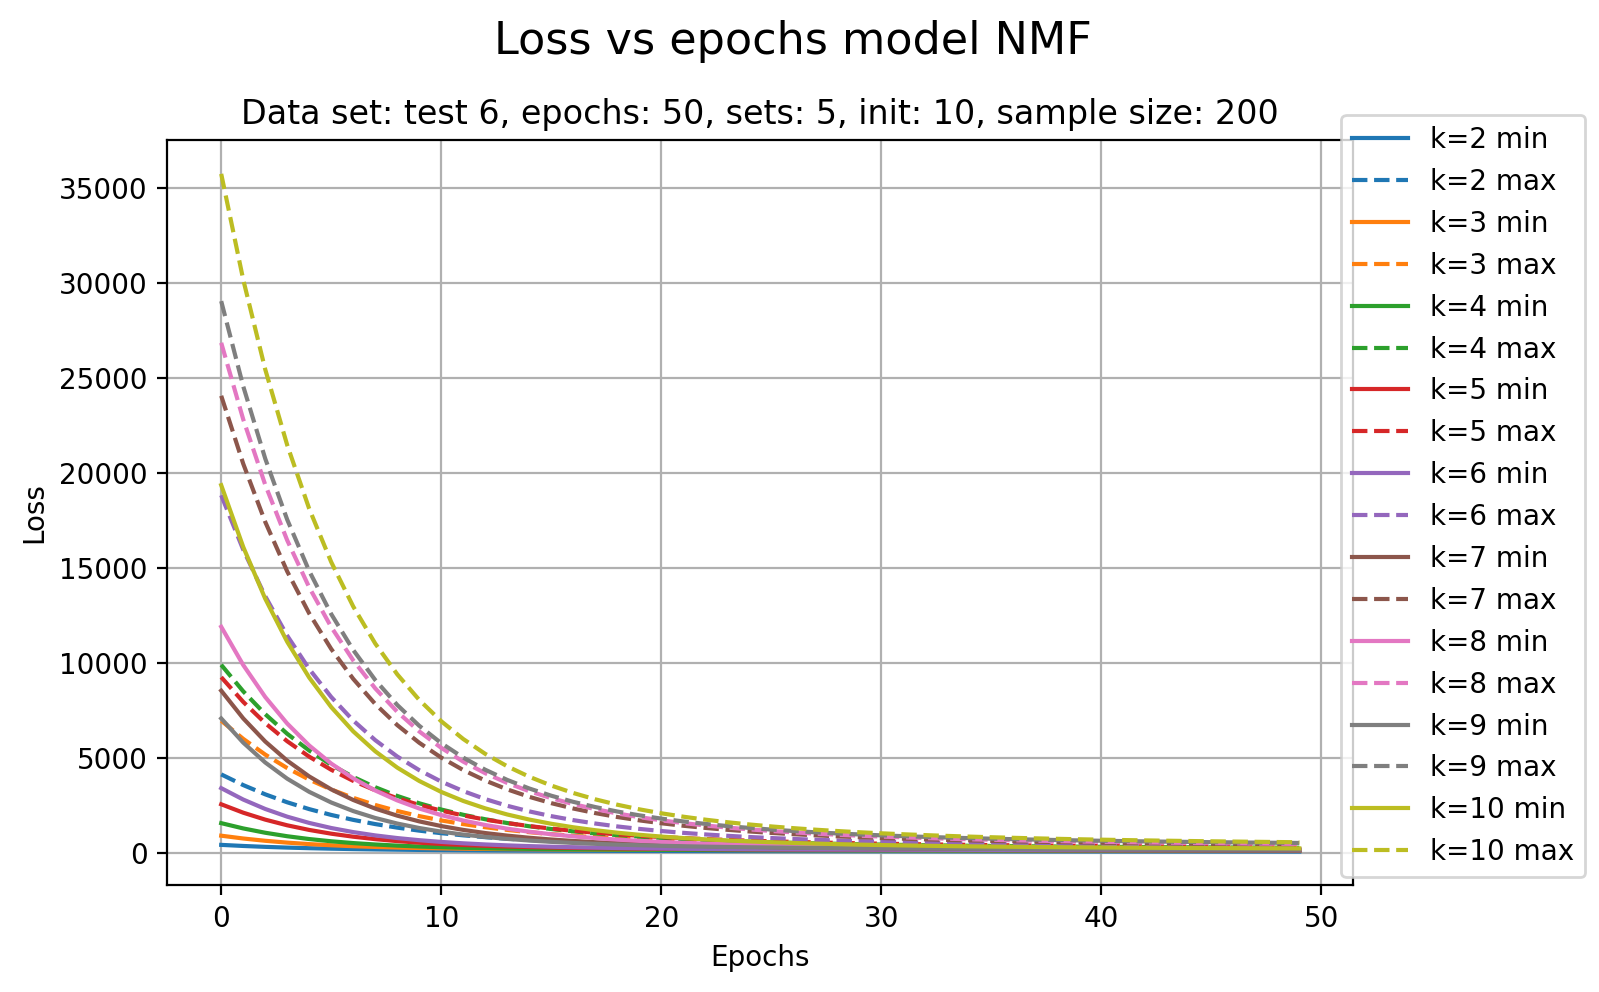 Loss vs epochs model NMF
Data set: test 6, epochs: 50, sets: 5, init: 10, sample size: 200
35000
30000
25000
20000
15000
10000
5000
0
Loss
0 10 20 30 40 50
Epochs
k=2 min
k=2 max
k=3 min
k=3 max
k=4 min
k=4 max
k=5 min
k=5 max
k=6 min
k=6 max
k=7 min
k=7 max
k=8 min
k=8 max
k=9 min
k=9 max
k=10 min
k=10 max